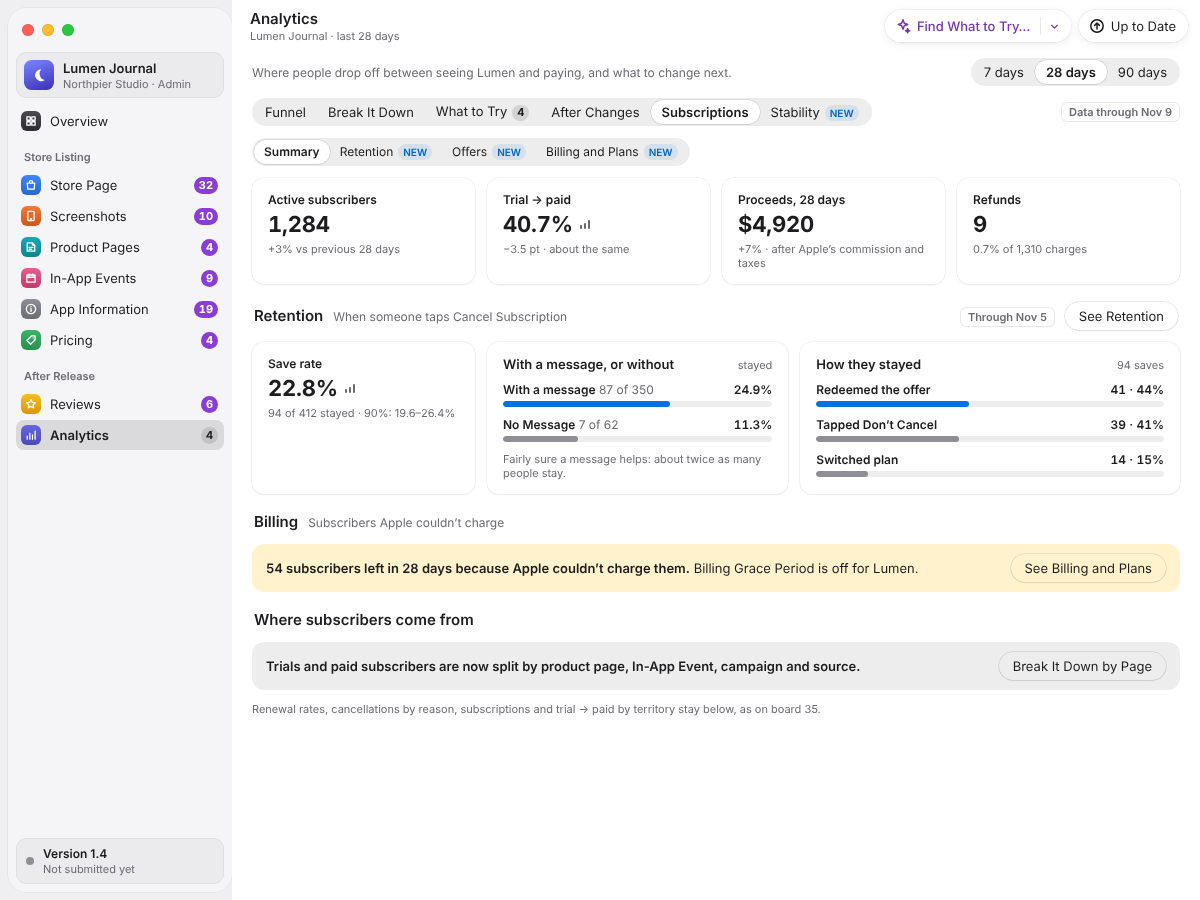 Lumen Journal
Northpier Studio · Admin
Overview
Store Listing
Store Page 32
Screenshots 10
Product Pages 4
In-App Events 9
App Information 19
Pricing 4
After Release
Reviews 6
Analytics 4
Version 1.4
Not submitted yet
Analytics
Lumen Journal · last 28 days
Find What to Try...
Up to Date
Where people drop off between seeing Lumen and paying, and what to change next.
7 days 28 days 90 days
Funnel Break It Down What to Try 4 After Changes Subscriptions Stability NEW
Data through Nov 9
Summary Retention NEW Offers NEW Billing and Plans NEW
Active subscribers
1,284
+3% vs previous 28 days
Trial → paid
40.7%
−3.5 pt · about the same
Proceeds, 28 days
$4,920
+7% · after Apple’s commission and
taxes
Refunds
9
0.7% of 1,310 charges
Retention When someone taps Cancel Subscription
Through Nov 5
See Retention
Save rate
22.8%
94 of 412 stayed · 90%: 19.6–26.4%
With a message, or without stayed
With a message 87 of 350 24.9%
No Message 7 of 62 11.3%
Fairly sure a message helps: about twice as many
people stay.
How they stayed 94 saves
Redeemed the offer 41 · 44%
Tapped Don’t Cancel 39 · 41%
Switched plan 14 · 15%
Billing Subscribers Apple couldn’t charge
54 subscribers left in 28 days because Apple couldn’t charge them. Billing Grace Period is off for Lumen.
See Billing and Plans
Where subscribers come from
Trials and paid subscribers are now split by product page, In-App Event, campaign and source.
Break It Down by Page
Renewal rates, cancellations by reason, subscriptions and trial → paid by territory stay below, as on board 35.